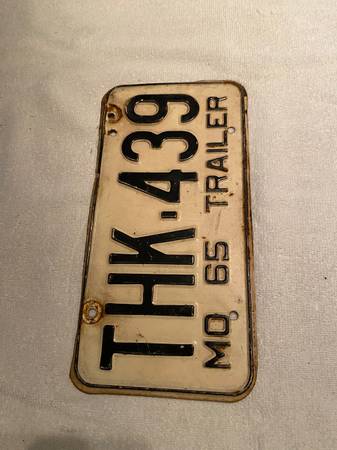 THK-439
MO 65 TRAILER